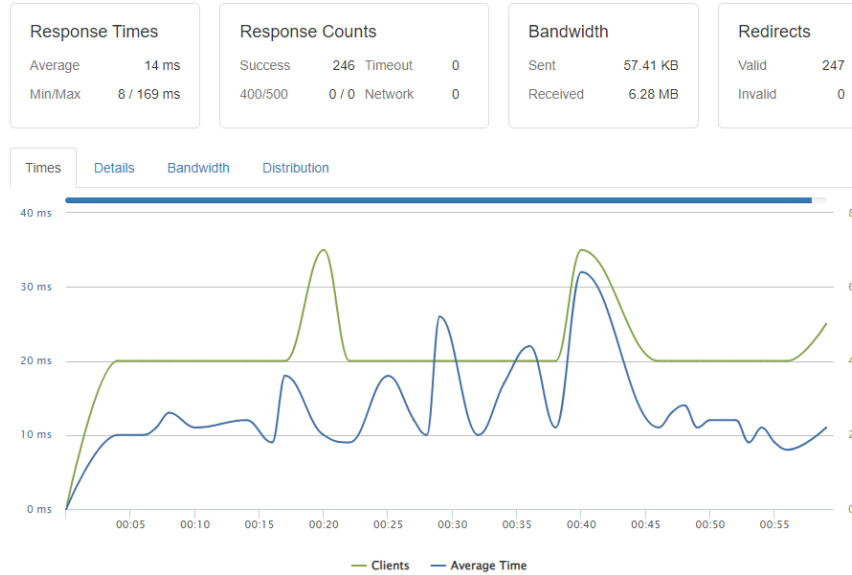 Response Times
Average 14 ms
Min/Max 8 / 169 ms
Response Counts
Success 246 Timeout 0
400/500 0 / 0 Network 0
Bandwidth
Sent 57.41 KB
Received 6.28 MB
Redirects
Valid 247
Invalid 0
Times Details Bandwidth Distribution
40 ms 8
30 ms 6
20 ms 4
10 ms 2
0 ms 0
00:05 00:10 00:15 00:20 00:25 00:30 00:35 00:40 00:45 00:50 00:55
Clients Average Time